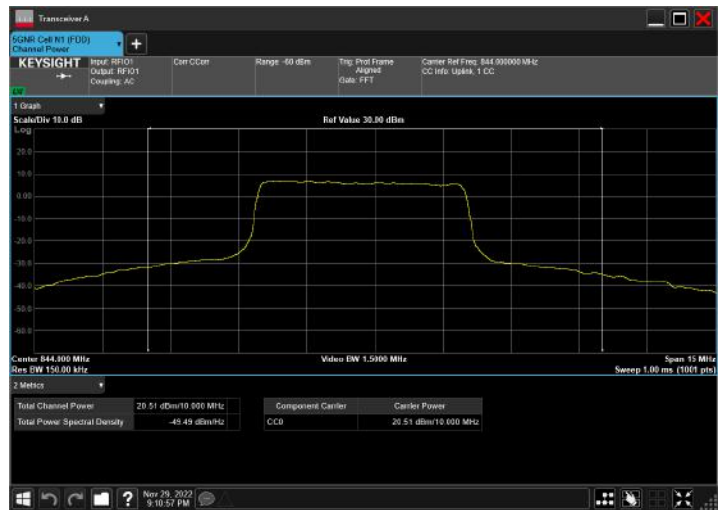 Transceiver A
5GNR Cell N1 (FDD)
Channel Power
KEYSIGHT
Input: RFIO1
Output: RFIO1
Coupling: AC
Corr CCorr
Range: -60 dBm
Trig: Prot Frame
Aligned
Gate: FFT
Carrier Ref Freq: 844.000000 MHz
CC Info: Uplink, 1 CC
1 Graph
Scale/Div 10.0 dB
Ref Value 30.00 dBm
Log
20.0
10.0
0.00
-10.0
-20.0
-30.0
-40.0
-50.0
-60.0
Center 844.000 MHz
Video BW 1.5000 MHz
Span 15 MHz
Res BW 150.00 kHz
Sweep 1.00 ms (1001 pts)
2 Metrics
Total Channel Power
20.51 dBm/10.000 MHz
Total Power Spectral Density
-49.49 dBm/Hz
Component Carrier
Carrier Power
CC0
20.51 dBm/10.000 MHz
Nov 29, 2022
9:10:57 PM